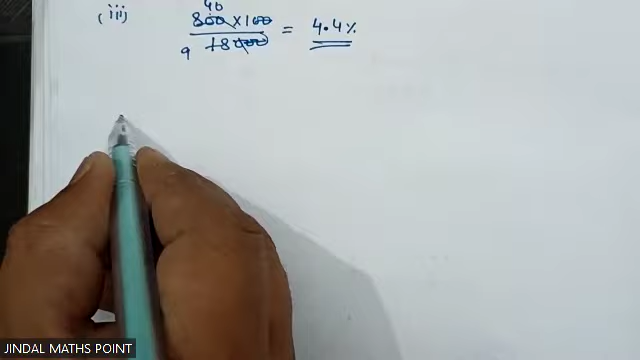 (iii) 40
800 x 100 = 4.4%
9 18000
JINDAL MATHS POINT